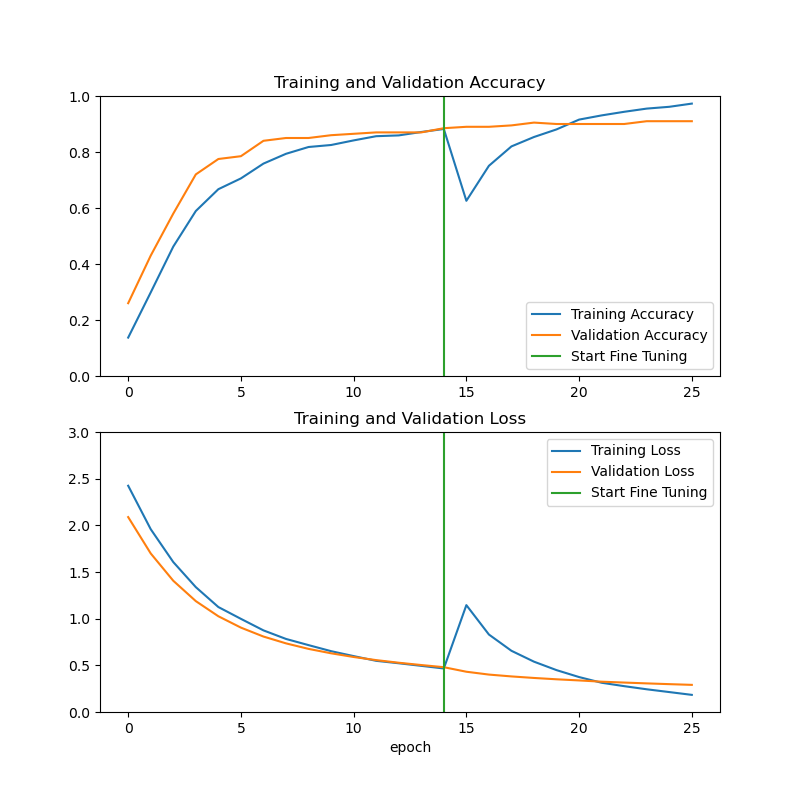 Training and Validation Accuracy
1.0
0.8
0.6
0.4
0.2
0.0
Training Accuracy
Validation Accuracy
Start Fine Tuning
0 5 10 15 20 25
Training and Validation Loss
3.0
2.5
2.0
1.5
1.0
0.5
0.0
Training Loss
Validation Loss
Start Fine Tuning
0 5 10 15 20 25
epoch